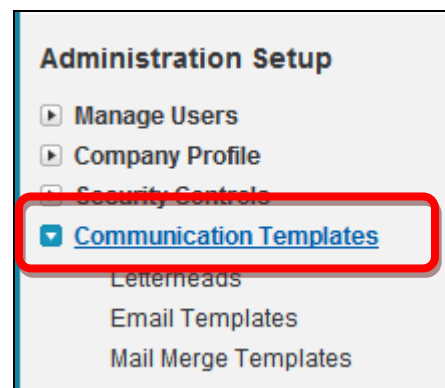 Administration Setup
Manage Users
Company Profile
Security Controls
Communication Templates
Letterheads
Email Templates
Mail Merge Templates